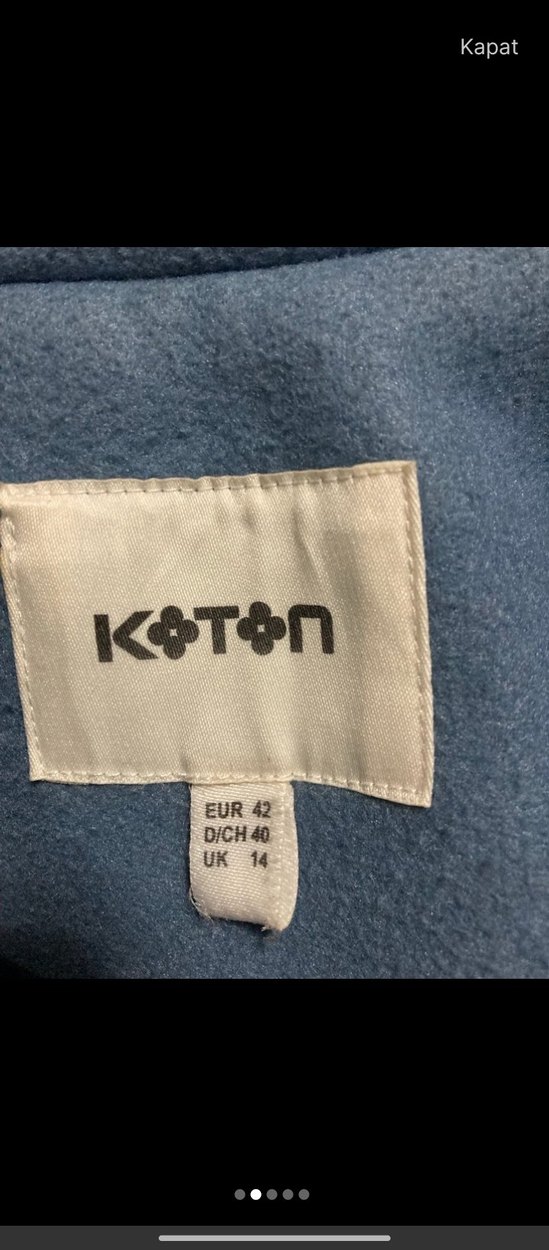 Kapat
KOTON
EUR 42
D/CH 40
UK 14